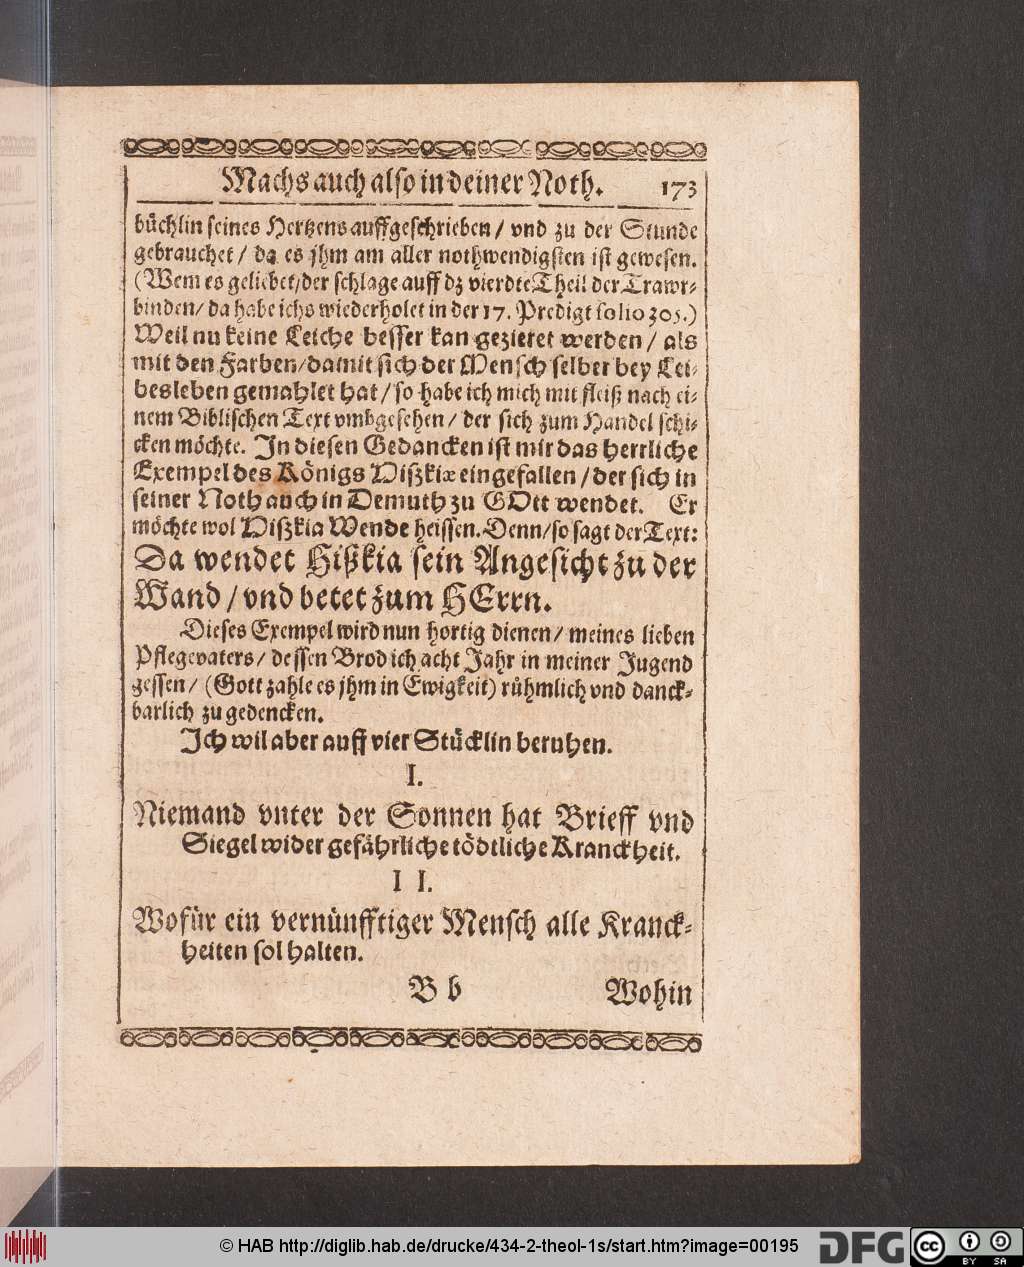 Machs auch also in deiner Noth. 173
büchlin seines Hertzens auffgeschrieben / vnd zu der Stunde
gebrauchet / da es jhm am aller nothwendigsten ist gewesen.
(Wem es geliebet/der schlage auff dz vierdte Theil der Trawr-
binden/ da habe ichs wiederholet in der 17. Predigt folio 305.)
Weil nu keine Leiche besser kan gezieret werden / als
mit den Farben/damit sich der Mensch selber bey Lei-
besleben gemahlet hat / so habe ich mich mit fleiß nach ei-
nem Biblischen Text vmbgesehen / der sich zum Handel schi-
cken möchte. In diesen Gedancken ist mir das herrliche
Exempel des Königs Hißkiæ eingefallen / der sich in
seiner Noth auch in Demuth zu GOtt wendet. Er
möchte wol Hißkia Wende heissen. Denn/so sagt der Text:
Da wendet Hißkia sein Angesicht zu der
Wand / vnd betet zum HErrn.
Dieses Exempel wird nun hortig dienen / meines lieben
Pflegevaters / dessen Brod ich acht Jahr in meiner Jugend
gessen / (Gott zahle es jhm in Ewigkeit) rühmlich vnd danck-
barlich zu gedencken.
Ich wil aber auff vier Stücklin beruhen.
I.
Niemand vnter der Sonnen hat Brieff vnd
Siegel wider gefährliche tödtliche Kranckheit.
II.
Wofür ein vernünfftiger Mensch alle Kranck-
heiten sol halten.
B b Wohin
© HAB http://diglib.hab.de/drucke/434-2-theol-1s/start.htm?image=00195 DFG cc BY SA